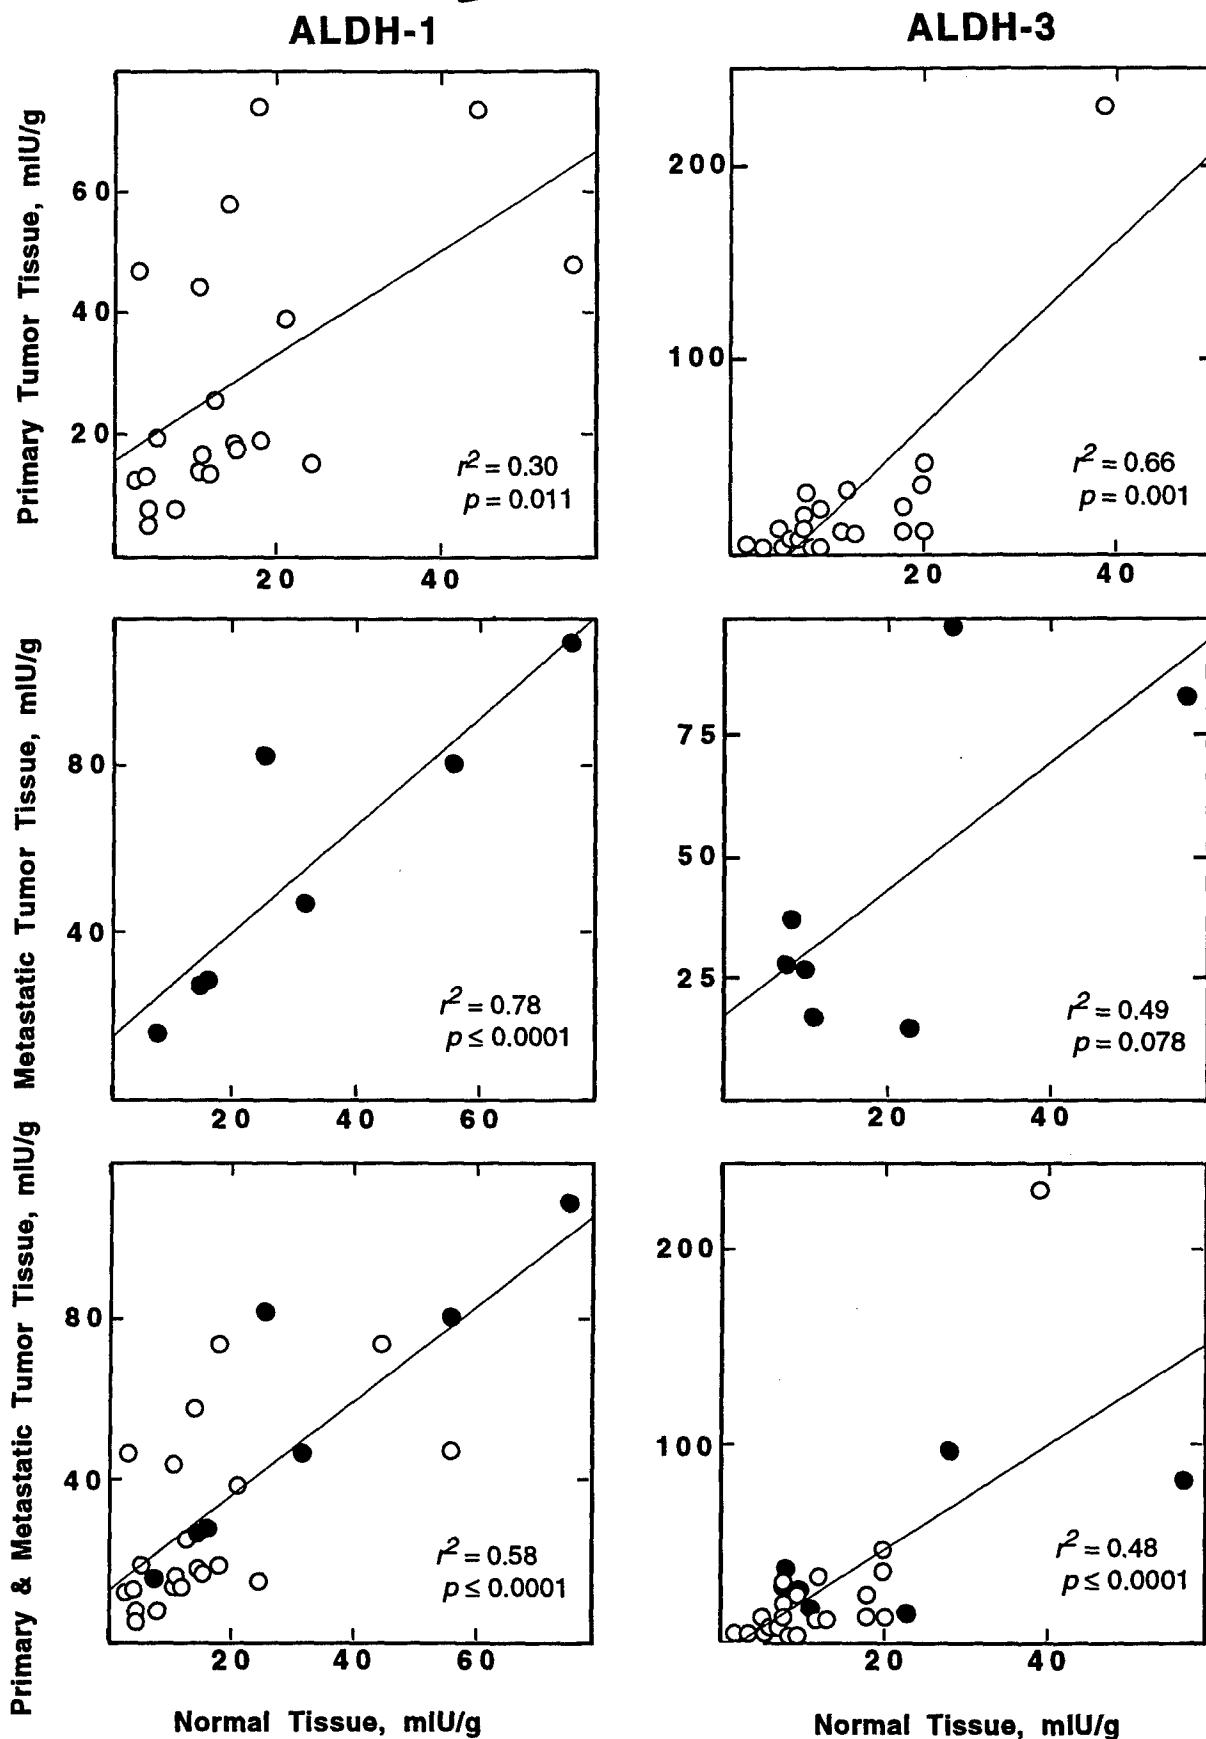 ALDH-1
ALDH-3
Primary Tumor Tissue, mIU/g
60
40
20
r² = 0.30
p = 0.011
20 40
200
100
r² = 0.66
p = 0.001
20 40
Metastatic Tumor Tissue, mIU/g
80
40
r² = 0.78
p ≤ 0.0001
20 40 60
75
50
25
r² = 0.49
p = 0.078
20 40
Primary & Metastatic Tumor Tissue, mIU/g
80
40
r² = 0.58
p ≤ 0.0001
20 40 60
Normal Tissue, mIU/g
200
100
r² = 0.48
p ≤ 0.0001
20 40
Normal Tissue, mIU/g